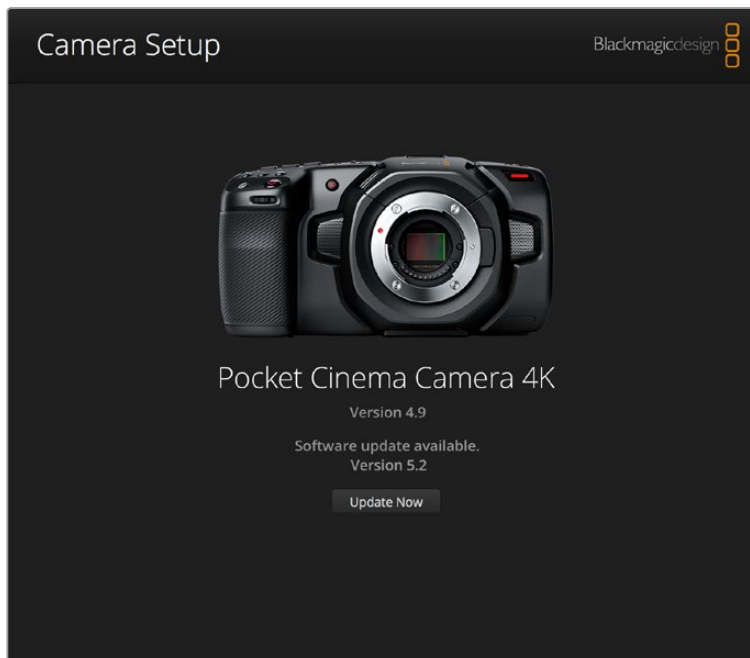 Camera Setup
Blackmagicdesign
Pocket Cinema Camera 4K
Version 4.9
Software update available.
Version 5.2
Update Now